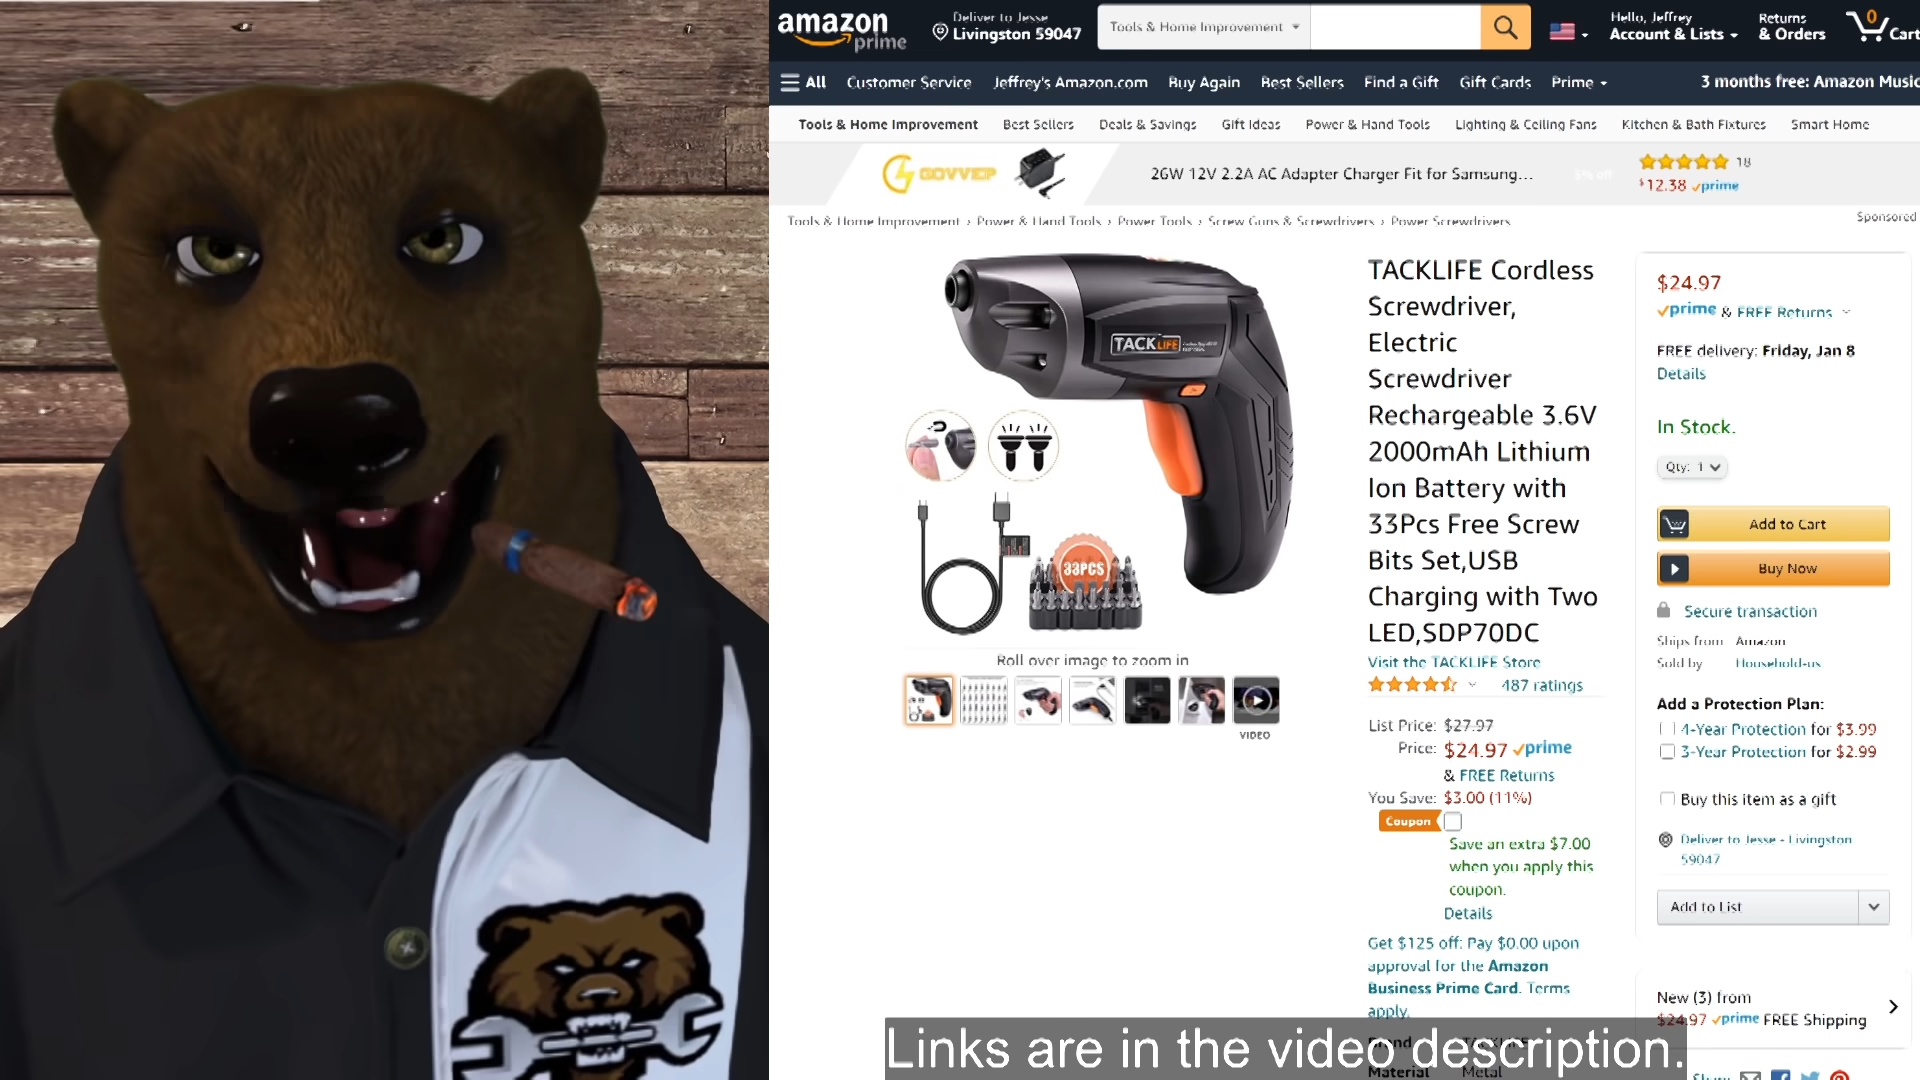 amazon
prime
Deliver to Jesse
Livingston 59047
Tools & Home Improvement
Hello, Jeffrey
Account & Lists
Returns
& Orders
0
Cart
All
Customer Service
Jeffrey's Amazon.com
Buy Again
Best Sellers
Find a Gift
Gift Cards
Prime
3 months free: Amazon Music
Tools & Home Improvement
Best Sellers
Deals & Savings
Gift Ideas
Power & Hand Tools
Lighting & Ceiling Fans
Kitchen & Bath Fixtures
Smart Home
GOVVEP
26W 12V 2.2A AC Adapter Charger Fit for Samsung...
5% off
18
$12.38 prime
Sponsored
Tools & Home Improvement › Power & Hand Tools › Power Tools › Screw Guns & Screwdrivers › Power Screwdrivers
TACKLIFE
33PCS
Roll over image to zoom in
VIDEO
TACKLIFE Cordless
Screwdriver,
Electric
Screwdriver
Rechargeable 3.6V
2000mAh Lithium
Ion Battery with
33Pcs Free Screw
Bits Set,USB
Charging with Two
LED,SDP70DC
Visit the TACKLIFE Store
487 ratings
List Price: $27.97
Price: $24.97 prime
& FREE Returns
You Save: $3.00 (11%)
Coupon
Save an extra $7.00
when you apply this
coupon.
Details
Get $125 off: Pay $0.00 upon
approval for the Amazon
Business Prime Card. Terms
apply.
Brand TACKLIFE
Material Metal
$24.97
prime & FREE Returns
FREE delivery: Friday, Jan 8
Details
In Stock.
Qty: 1
Add to Cart
Buy Now
Secure transaction
Ships from Amazon
Sold by Household-us
Add a Protection Plan:
4-Year Protection for $3.99
3-Year Protection for $2.99
Buy this item as a gift
Deliver to Jesse - Livingston
59047
Add to List
New (3) from
$24.97 prime FREE Shipping
Share
Links are in the video description.